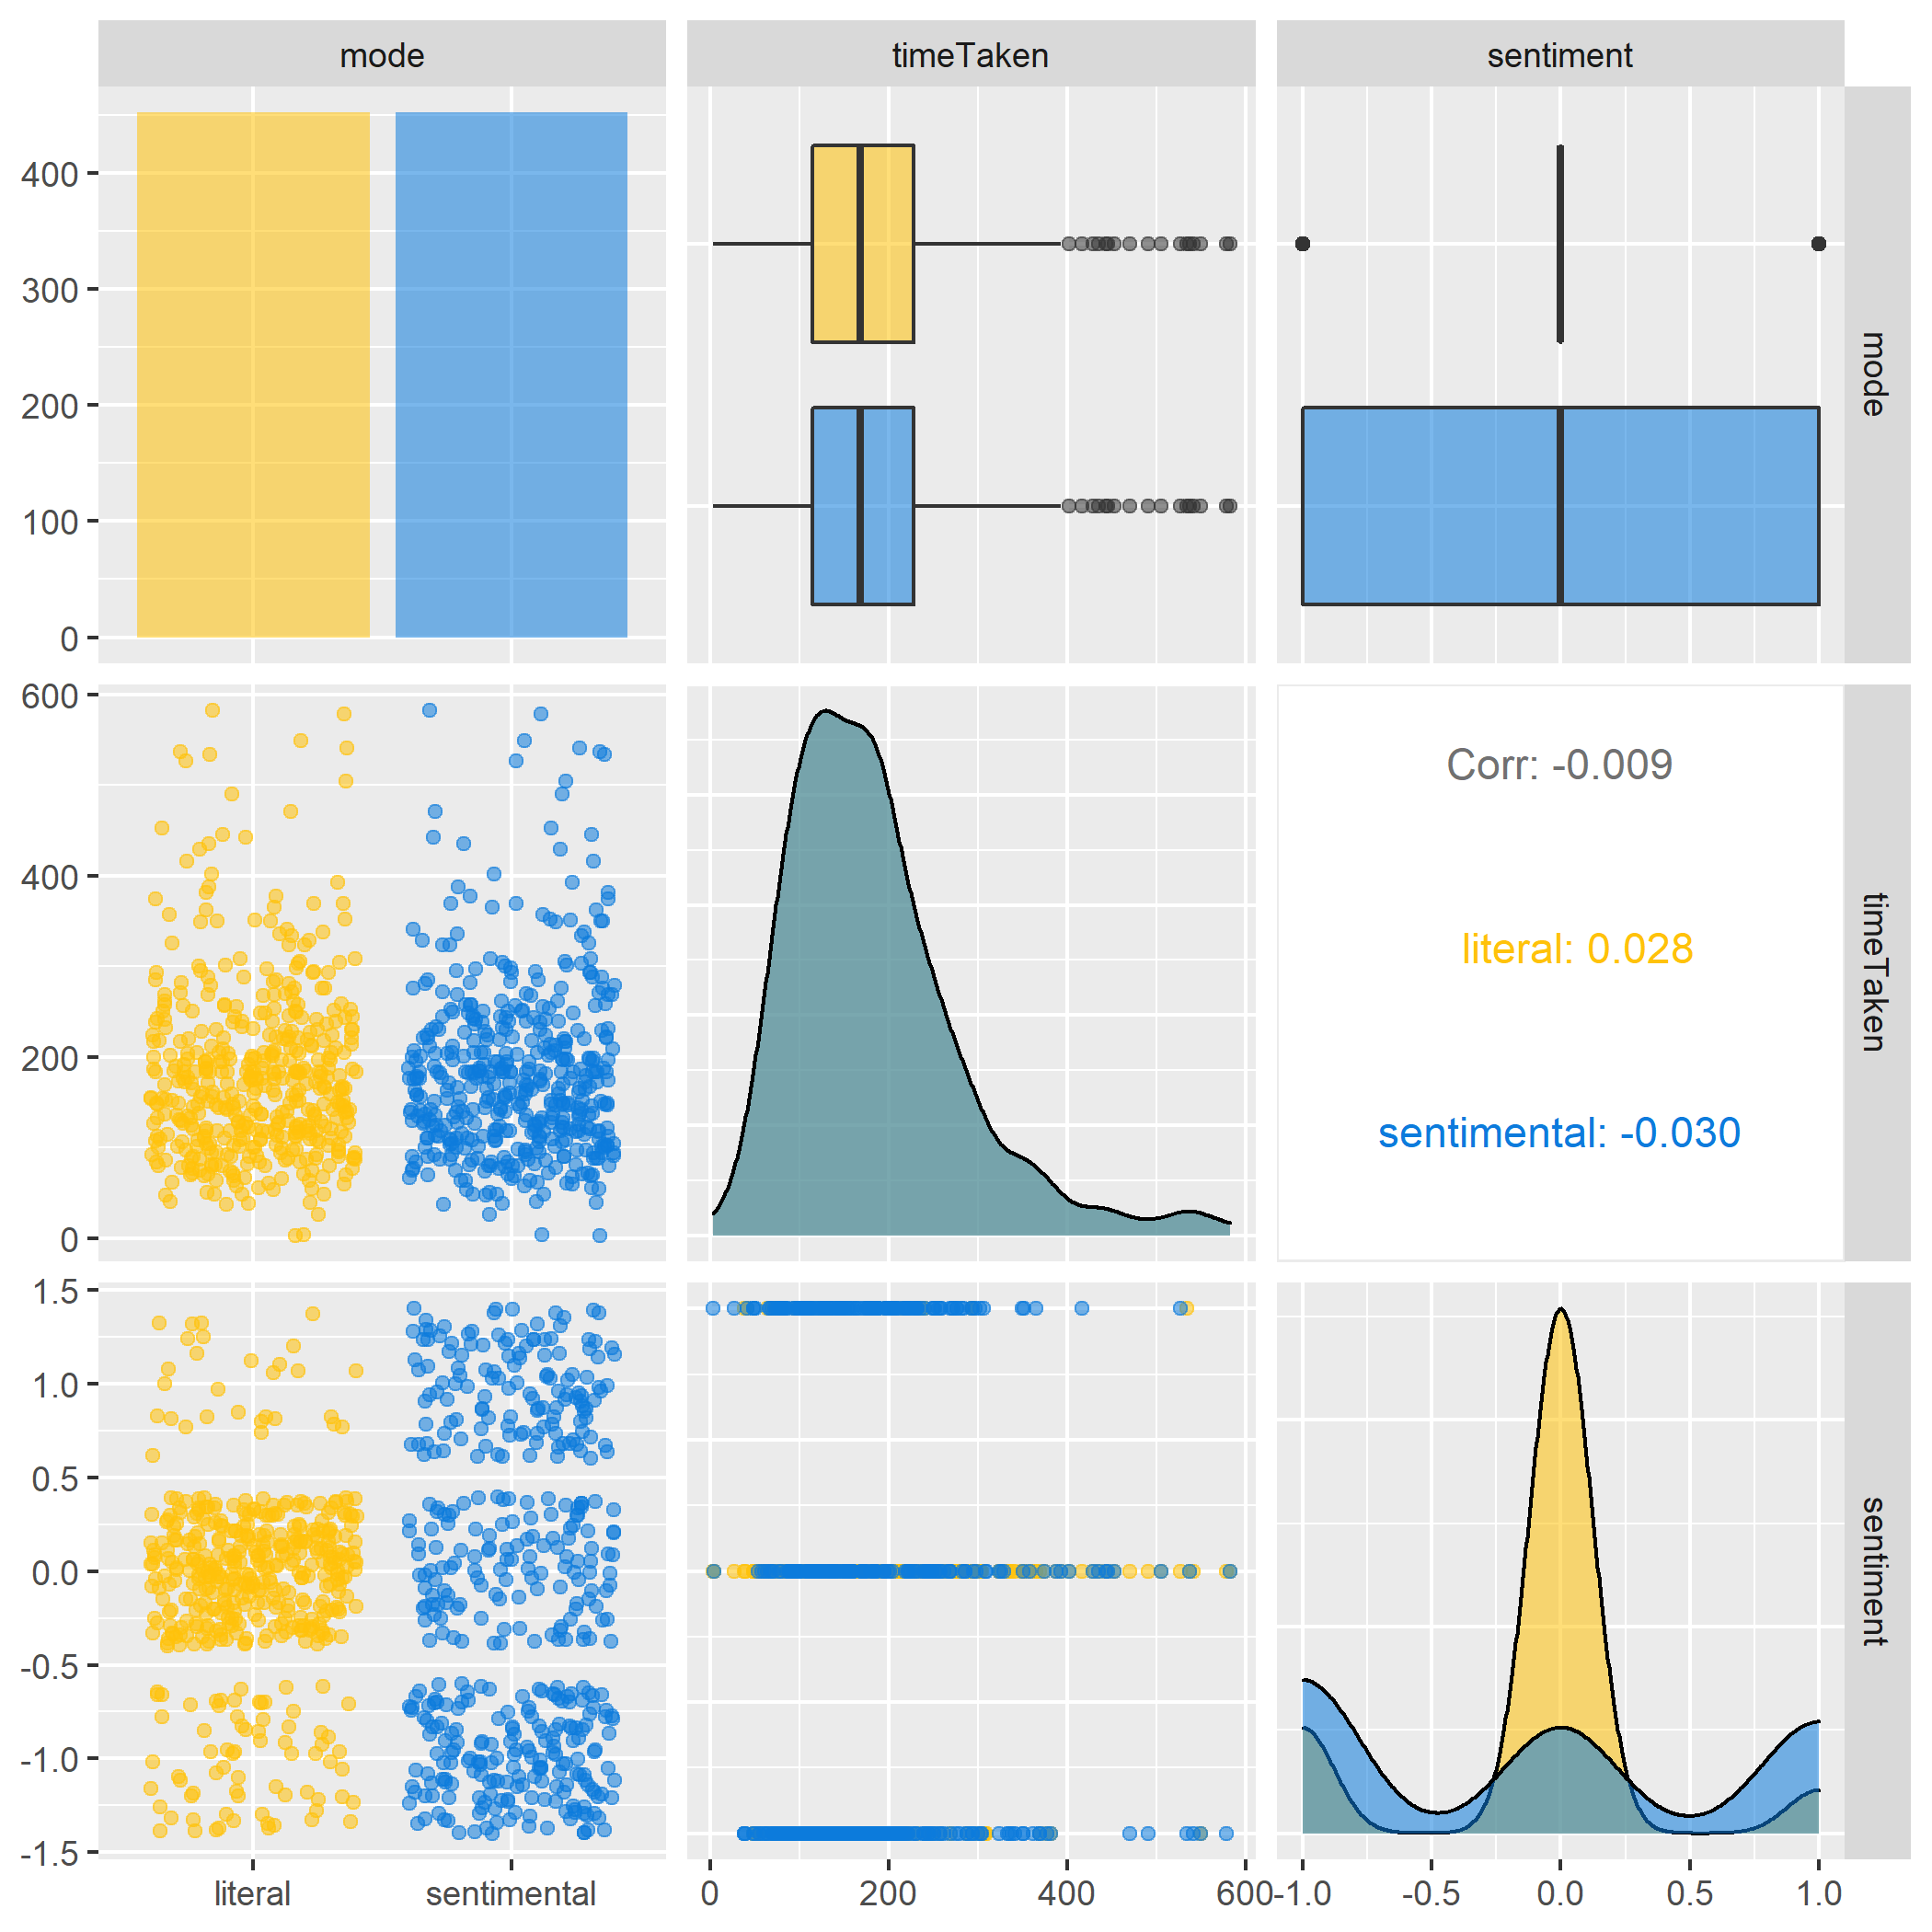 mode
timeTaken
sentiment
400
300
200
100
0
mode
600
400
200
0
Corr: -0.009
literal: 0.028
sentimental: -0.030
timeTaken
1.5
1.0
0.5
0.0
-0.5
-1.0
-1.5
sentiment
literal sentimental
0 200 400 600
-1.0 -0.5 0.0 0.5 1.0